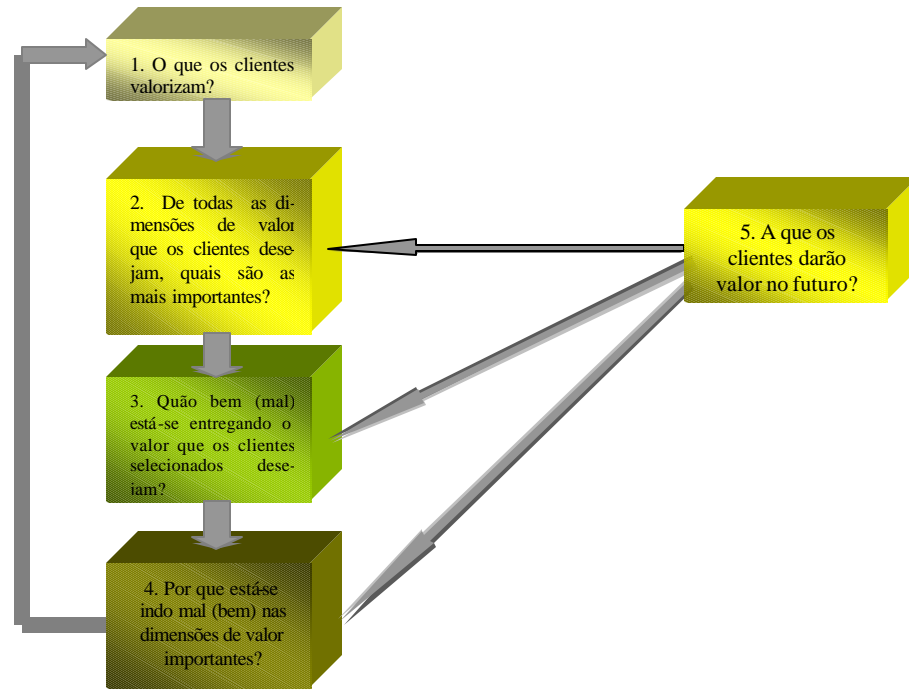 1. O que os clientes
valorizam?
2. De todas as di-
mensões de valor
que os clientes dese-
jam, quais são as
mais importantes?
3. Quão bem (mal)
está-se entregando o
valor que os clientes
selecionados dese-
jam?
4. Por que está-se
indo mal (bem) nas
dimensões de valor
importantes?
5. A que os
clientes darão
valor no futuro?